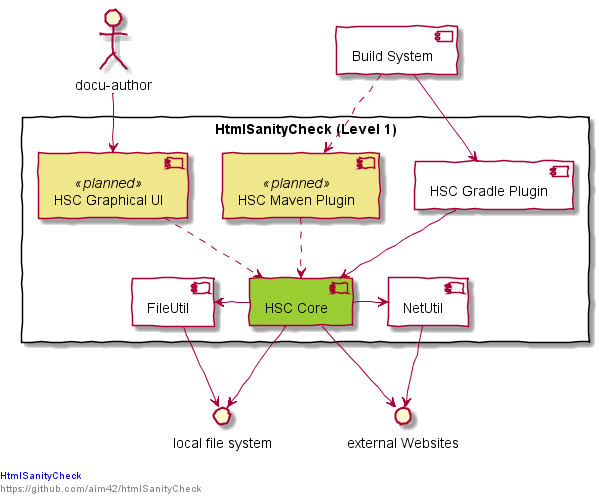 docu-author
Build System
HtmlSanityCheck (Level 1)
«planned»
HSC Graphical UI
«planned»
HSC Maven Plugin
HSC Gradle Plugin
FileUtil
HSC Core
NetUtil
local file system
external Websites
HtmlSanityCheck
https://github.com/aim42/htmlSanityCheck